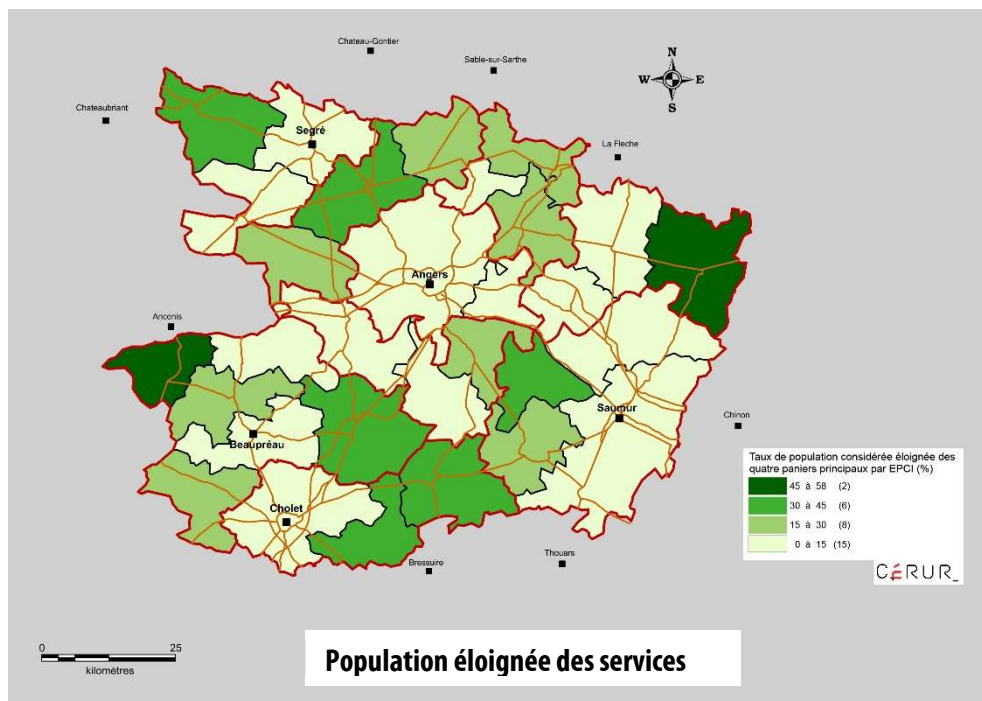 Chateau-Gontier
Sable-sur-Sarthe
N
W E
S
Chateaubriant
Segré
La Fleche
Angers
Ancenis
Saumur
Chinon
Beaupréau
Taux de population considérée éloignée des
quatre paniers principaux par EPCI (%)
45 à 58 (2)
30 à 45 (6)
15 à 30 (8)
0 à 15 (15)
Cholet
Bressuire
Thouars
CÉRUR_
0 25
kilomètres
Population éloignée des services